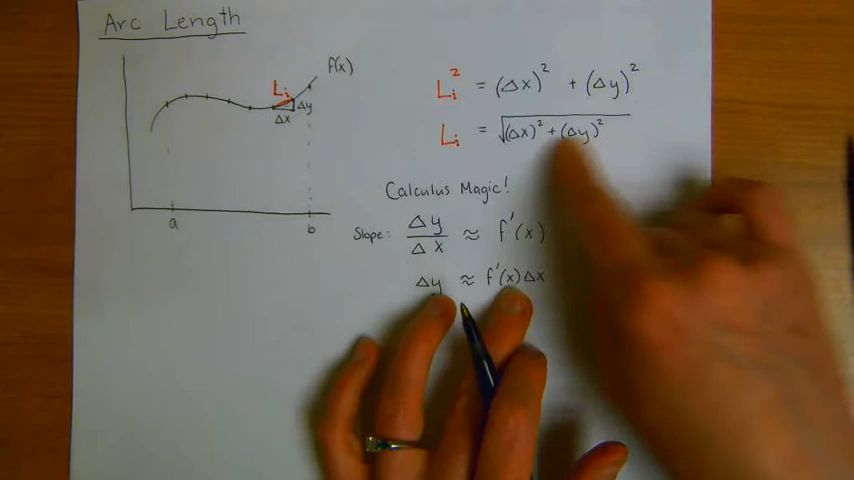 Arc Length
f(x)
Li
Δy
Δx
a
b
Li² = (Δx)² + (Δy)²
Li = √(Δx)² + (Δy)²
Calculus Magic!
Slope: Δy/Δx ≈ f'(x)
Δy ≈ f'(x)Δx